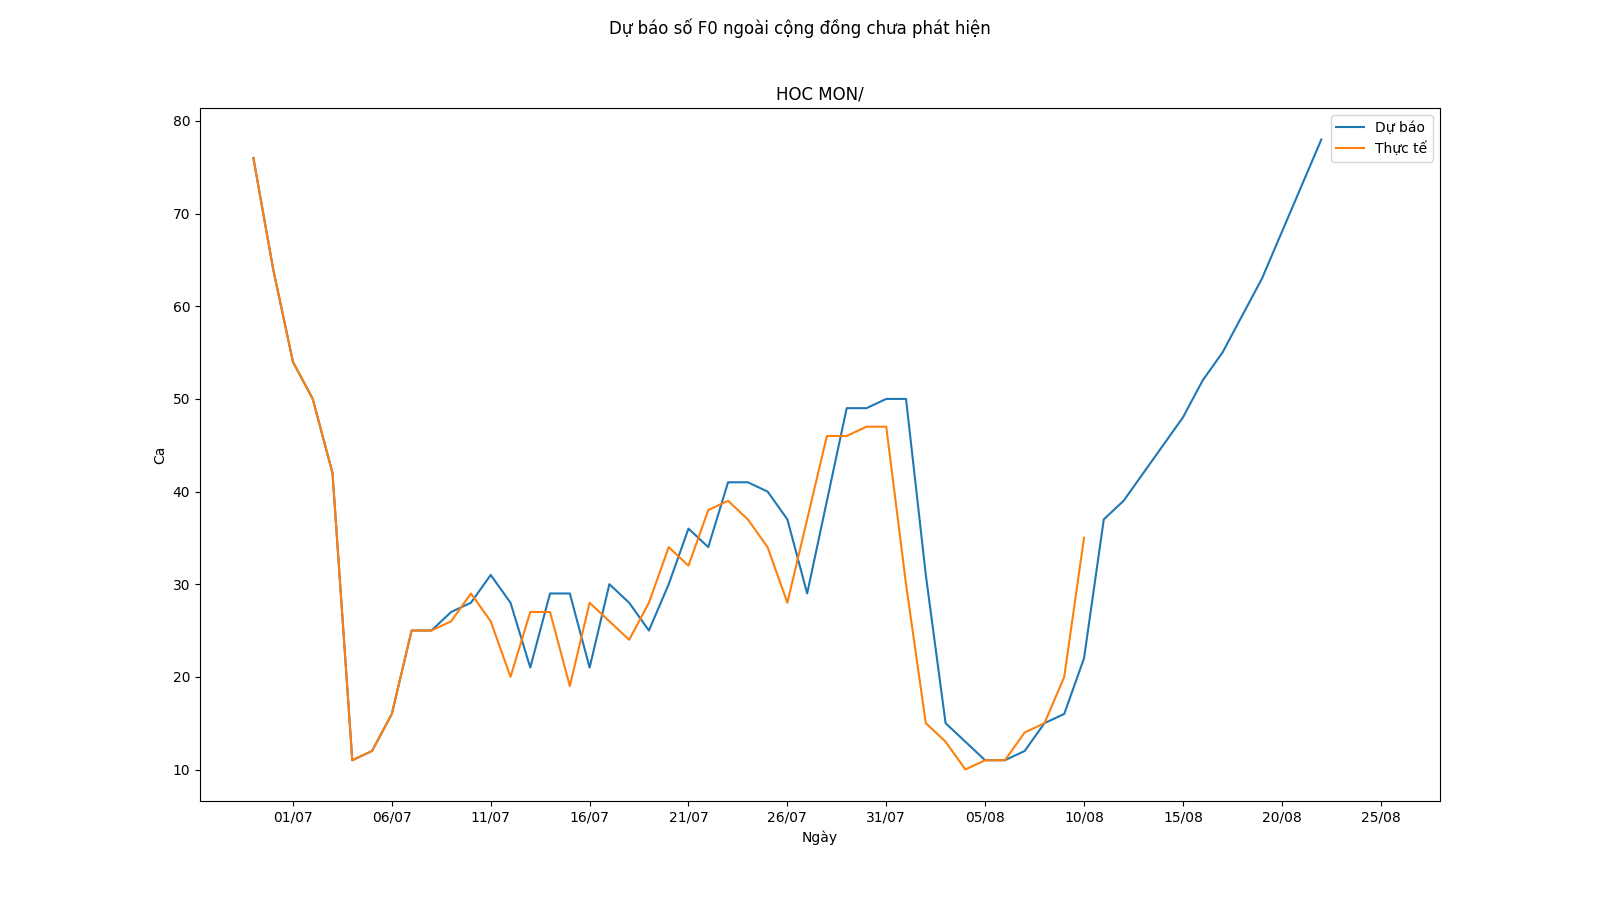 Dự báo số F0 ngoài cộng đồng chưa phát hiện
HOC MON/
Dự báo
Thực tế
80
70
60
50
40
30
20
10
Ca
01/07 06/07 11/07 16/07 21/07 26/07 31/07 05/08 10/08 15/08 20/08 25/08
Ngày